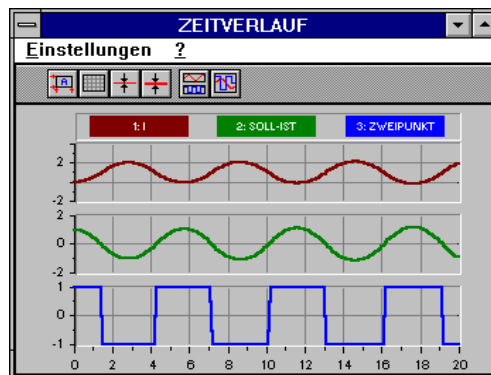 ZEITVERLAUF
Einstellungen ?
A
1: I 2: SOLL-IST 3: ZWEIPUNKT
2
0
-2
2
0
-2
1
0
-1
0 2 4 6 8 10 12 14 16 18 20